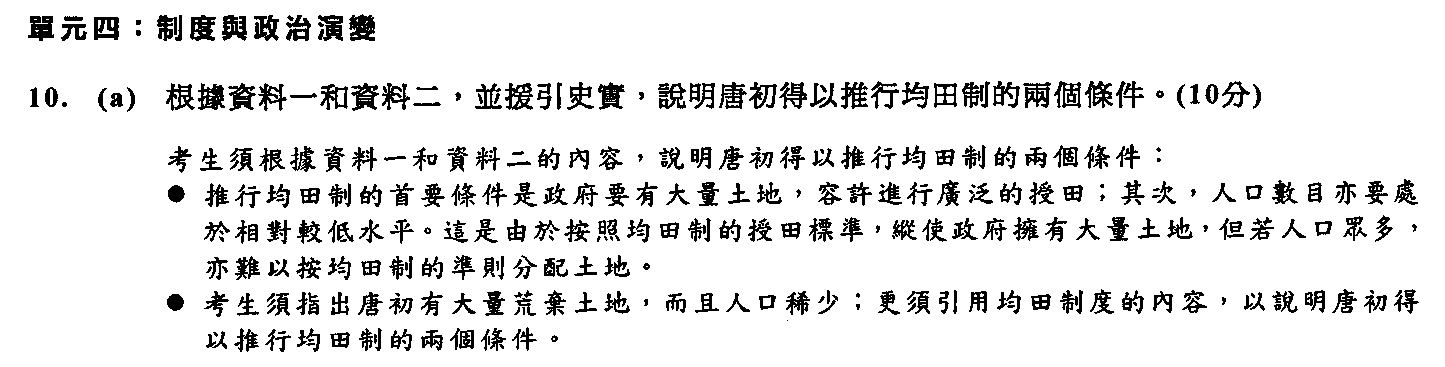 單元四：制度與政治演變
10. (a) 根據資料一和資料二，並援引史實，說明唐初得以推行均田制的兩個條件。(10分)
考生須根據資料一和資料二的內容，說明唐初得以推行均田制的兩個條件：
● 推行均田制的首要條件是政府要有大量土地，容許進行廣泛的授田；其次，人口數目亦要處
於相對較低水平。這是由於按照均田制的授田標準，縱使政府擁有大量土地，但若人口眾多，
亦難以按均田制的準則分配土地。
● 考生須指出唐初有大量荒棄土地，而且人口稀少；更須引用均田制度的內容，以說明唐初得
以推行均田制的兩個條件。